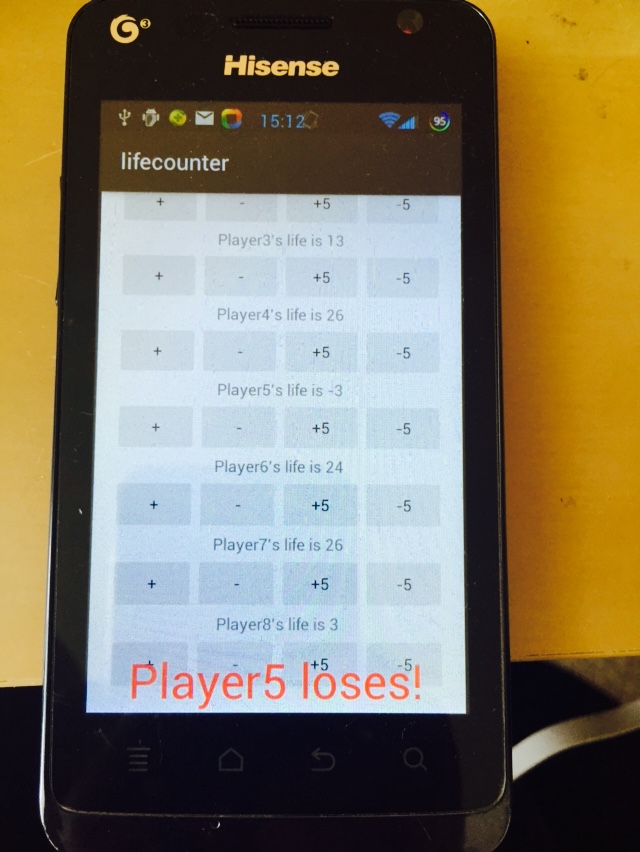 G3
Hisense
15:12 95
lifecounter
+ - +5 -5
Player3's life is 13
+ - +5 -5
Player4's life is 26
+ - +5 -5
Player5's life is -3
+ - +5 -5
Player6's life is 24
+ - +5 -5
Player7's life is 26
+ - +5 -5
Player8's life is 3
+ - +5 -5
Player5 loses!